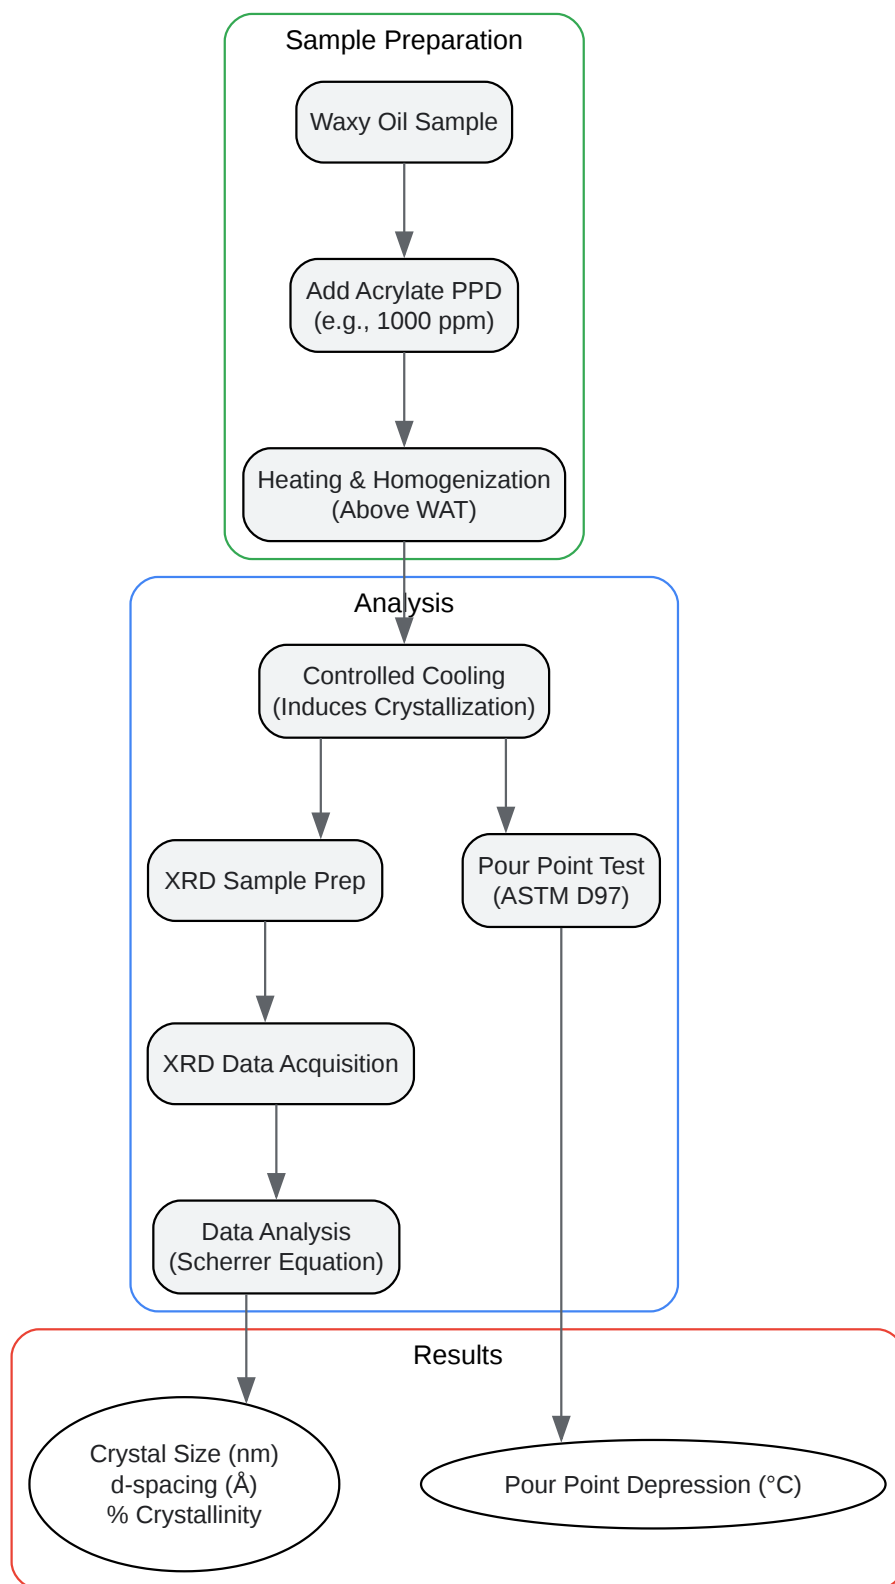 Sample Preparation
Waxy Oil Sample
Add Acrylate PPD
(e.g., 1000 ppm)
Heating & Homogenization
(Above WAT)
Analysis
Controlled Cooling
(Induces Crystallization)
XRD Sample Prep
Pour Point Test
(ASTM D97)
XRD Data Acquisition
Data Analysis
(Scherrer Equation)
Results
Crystal Size (nm)
d-spacing (Å)
% Crystallinity
Pour Point Depression (°C)